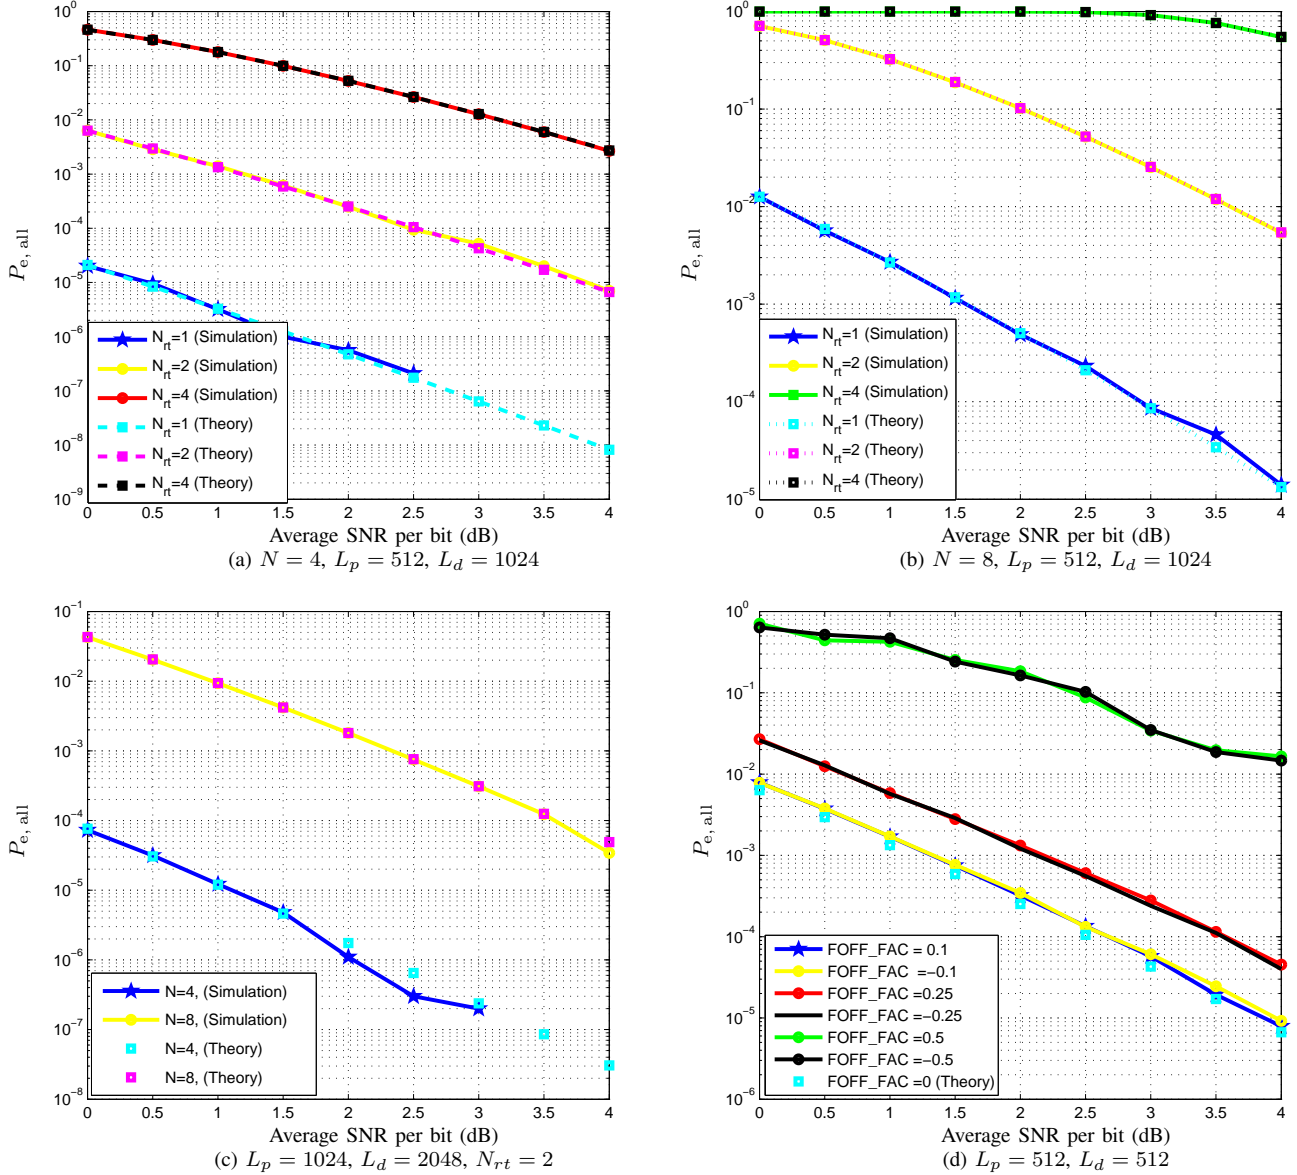 10^0
10^-1
10^-2
10^-3
10^-4
10^-5
10^-6
10^-7
10^-8
10^-9
P_e, all
N_rt=1 (Simulation)
N_rt=2 (Simulation)
N_rt=4 (Simulation)
N_rt=1 (Theory)
N_rt=2 (Theory)
N_rt=4 (Theory)
0 0.5 1 1.5 2 2.5 3 3.5 4
Average SNR per bit (dB)
(a) N = 4, L_p = 512, L_d = 1024
10^0
10^-1
10^-2
10^-3
10^-4
10^-5
P_e, all
N_rt=1 (Simulation)
N_rt=2 (Simulation)
N_rt=4 (Simulation)
N_rt=1 (Theory)
N_rt=2 (Theory)
N_rt=4 (Theory)
0 0.5 1 1.5 2 2.5 3 3.5 4
Average SNR per bit (dB)
(b) N = 8, L_p = 512, L_d = 1024
10^-1
10^-2
10^-3
10^-4
10^-5
10^-6
10^-7
10^-8
P_e, all
N=4, (Simulation)
N=8, (Simulation)
N=4, (Theory)
N=8, (Theory)
0 0.5 1 1.5 2 2.5 3 3.5 4
Average SNR per bit (dB)
(c) L_p = 1024, L_d = 2048, N_rt = 2
10^0
10^-1
10^-2
10^-3
10^-4
10^-5
10^-6
P_e, all
FOFF_FAC = 0.1
FOFF_FAC =−0.1
FOFF_FAC =0.25
FOFF_FAC =−0.25
FOFF_FAC =0.5
FOFF_FAC =−0.5
FOFF_FAC =0 (Theory)
0 0.5 1 1.5 2 2.5 3 3.5 4
Average SNR per bit (dB)
(d) L_p = 512, L_d = 512